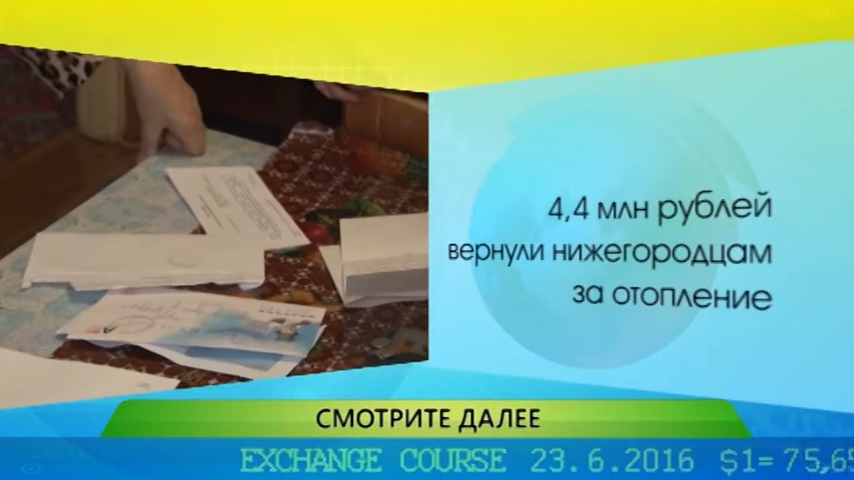 4,4 млн рублей
вернули нижегородцам
за отопление
СМОТРИТЕ ДАЛЕЕ
EXCHANGE COURSE 23.6.2016 $1= 75,65